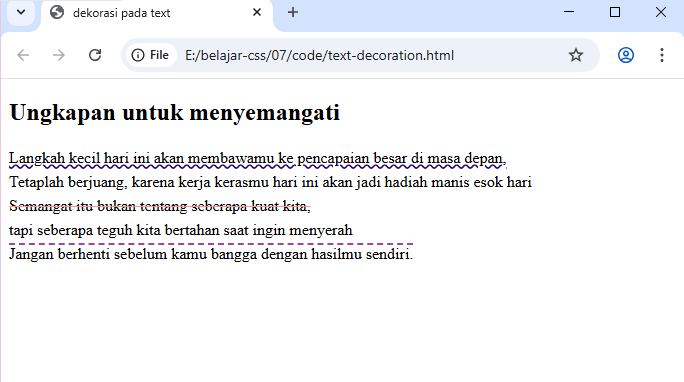 dekorasi pada text
File E:/belajar-css/07/code/text-decoration.html
Ungkapan untuk menyemangati
Langkah kecil hari ini akan membawamu ke pencapaian besar di masa depan,
Tetaplah berjuang, karena kerja kerasmu hari ini akan jadi hadiah manis esok hari
Semangat itu bukan tentang seberapa kuat kita,
tapi seberapa teguh kita bertahan saat ingin menyerah
Jangan berhenti sebelum kamu bangga dengan hasilmu sendiri.